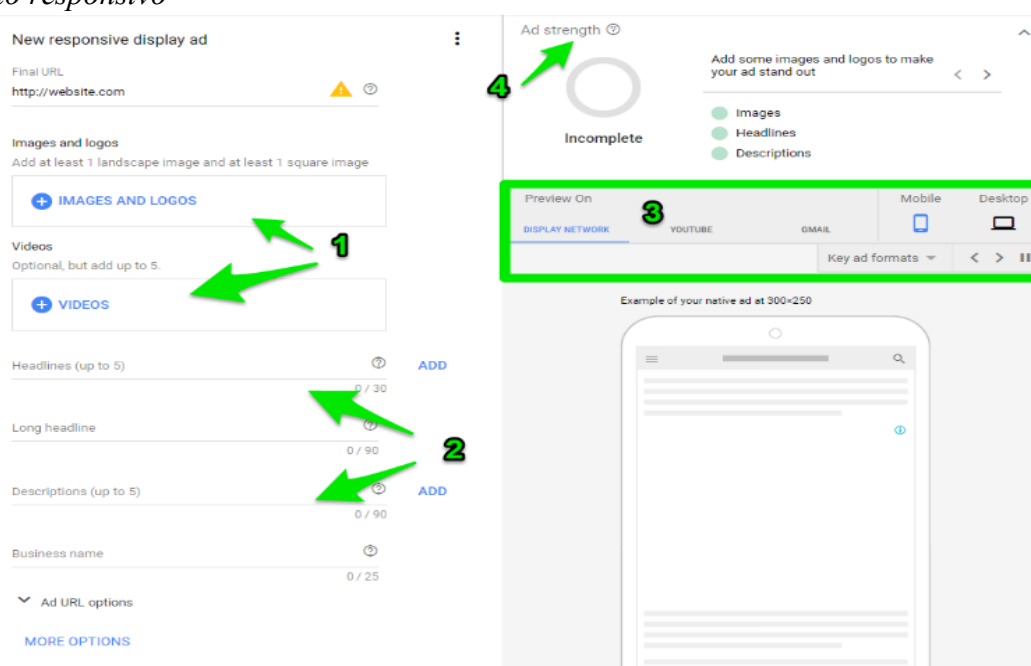 responsivo
New responsive display ad
Final URL
http://website.com
Images and logos
Add at least 1 landscape image and at least 1 square image
IMAGES AND LOGOS
1
Videos
Optional, but add up to 5.
VIDEOS
Headlines (up to 5)
ADD
0 / 30
Long headline
0 / 90
2
Descriptions (up to 5)
ADD
0 / 90
Business name
0 / 25
Ad URL options
MORE OPTIONS
Ad strength
4
Add some images and logos to make
your ad stand out
Incomplete
Images
Headlines
Descriptions
Preview On
3
Mobile
Desktop
DISPLAY NETWORK
YOUTUBE
GMAIL
Key ad formats
Example of your native ad at 300×250